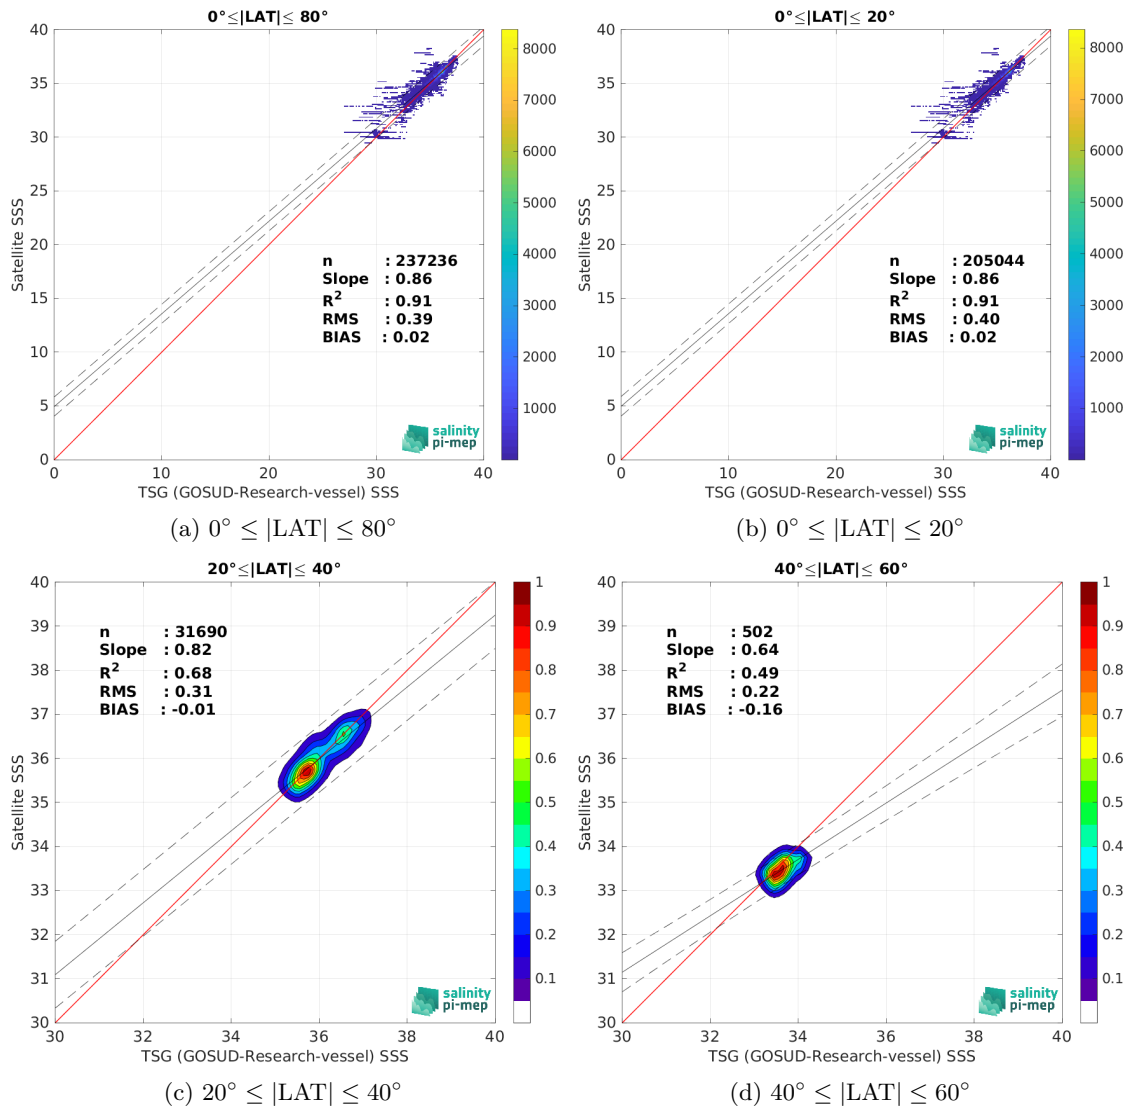 0°≤|LAT|≤ 80°
40
35
30
25
20
15
10
5
0
Satellite SSS
n : 237236
Slope : 0.86
R2 : 0.91
RMS : 0.39
BIAS : 0.02
salinity
pi-mep
0 10 20 30 40
TSG (GOSUD-Research-vessel) SSS
8000
7000
6000
5000
4000
3000
2000
1000
(a) 0° ≤ |LAT| ≤ 80°
0°≤|LAT|≤ 20°
40
35
30
25
20
15
10
5
0
Satellite SSS
n : 205044
Slope : 0.86
R2 : 0.91
RMS : 0.40
BIAS : 0.02
salinity
pi-mep
0 10 20 30 40
TSG (GOSUD-Research-vessel) SSS
8000
7000
6000
5000
4000
3000
2000
1000
(b) 0° ≤ |LAT| ≤ 20°
20°≤|LAT|≤ 40°
40
39
38
37
36
35
34
33
32
31
30
Satellite SSS
n : 31690
Slope : 0.82
R2 : 0.68
RMS : 0.31
BIAS : -0.01
salinity
pi-mep
30 32 34 36 38 40
TSG (GOSUD-Research-vessel) SSS
1
0.9
0.8
0.7
0.6
0.5
0.4
0.3
0.2
0.1
(c) 20° ≤ |LAT| ≤ 40°
40°≤|LAT|≤ 60°
40
39
38
37
36
35
34
33
32
31
30
Satellite SSS
n : 502
Slope : 0.64
R2 : 0.49
RMS : 0.22
BIAS : -0.16
salinity
pi-mep
30 32 34 36 38 40
TSG (GOSUD-Research-vessel) SSS
1
0.9
0.8
0.7
0.6
0.5
0.4
0.3
0.2
0.1
(d) 40° ≤ |LAT| ≤ 60°